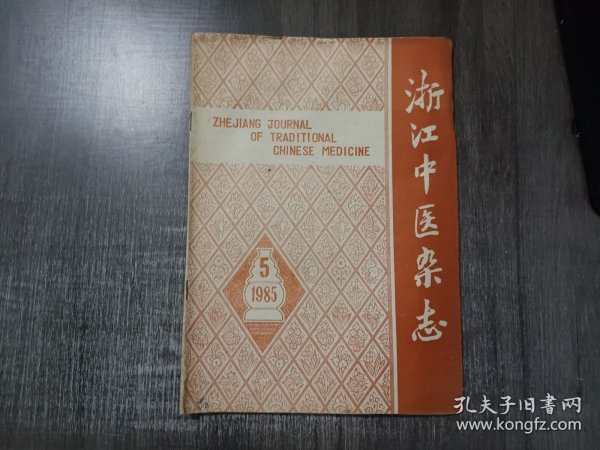 ZHEJIANG JOURNAL
OF TRADITIONAL
CHINESE MEDICINE
浙江中医杂志
5
1985
孔夫子旧書网
www.kongfz.com